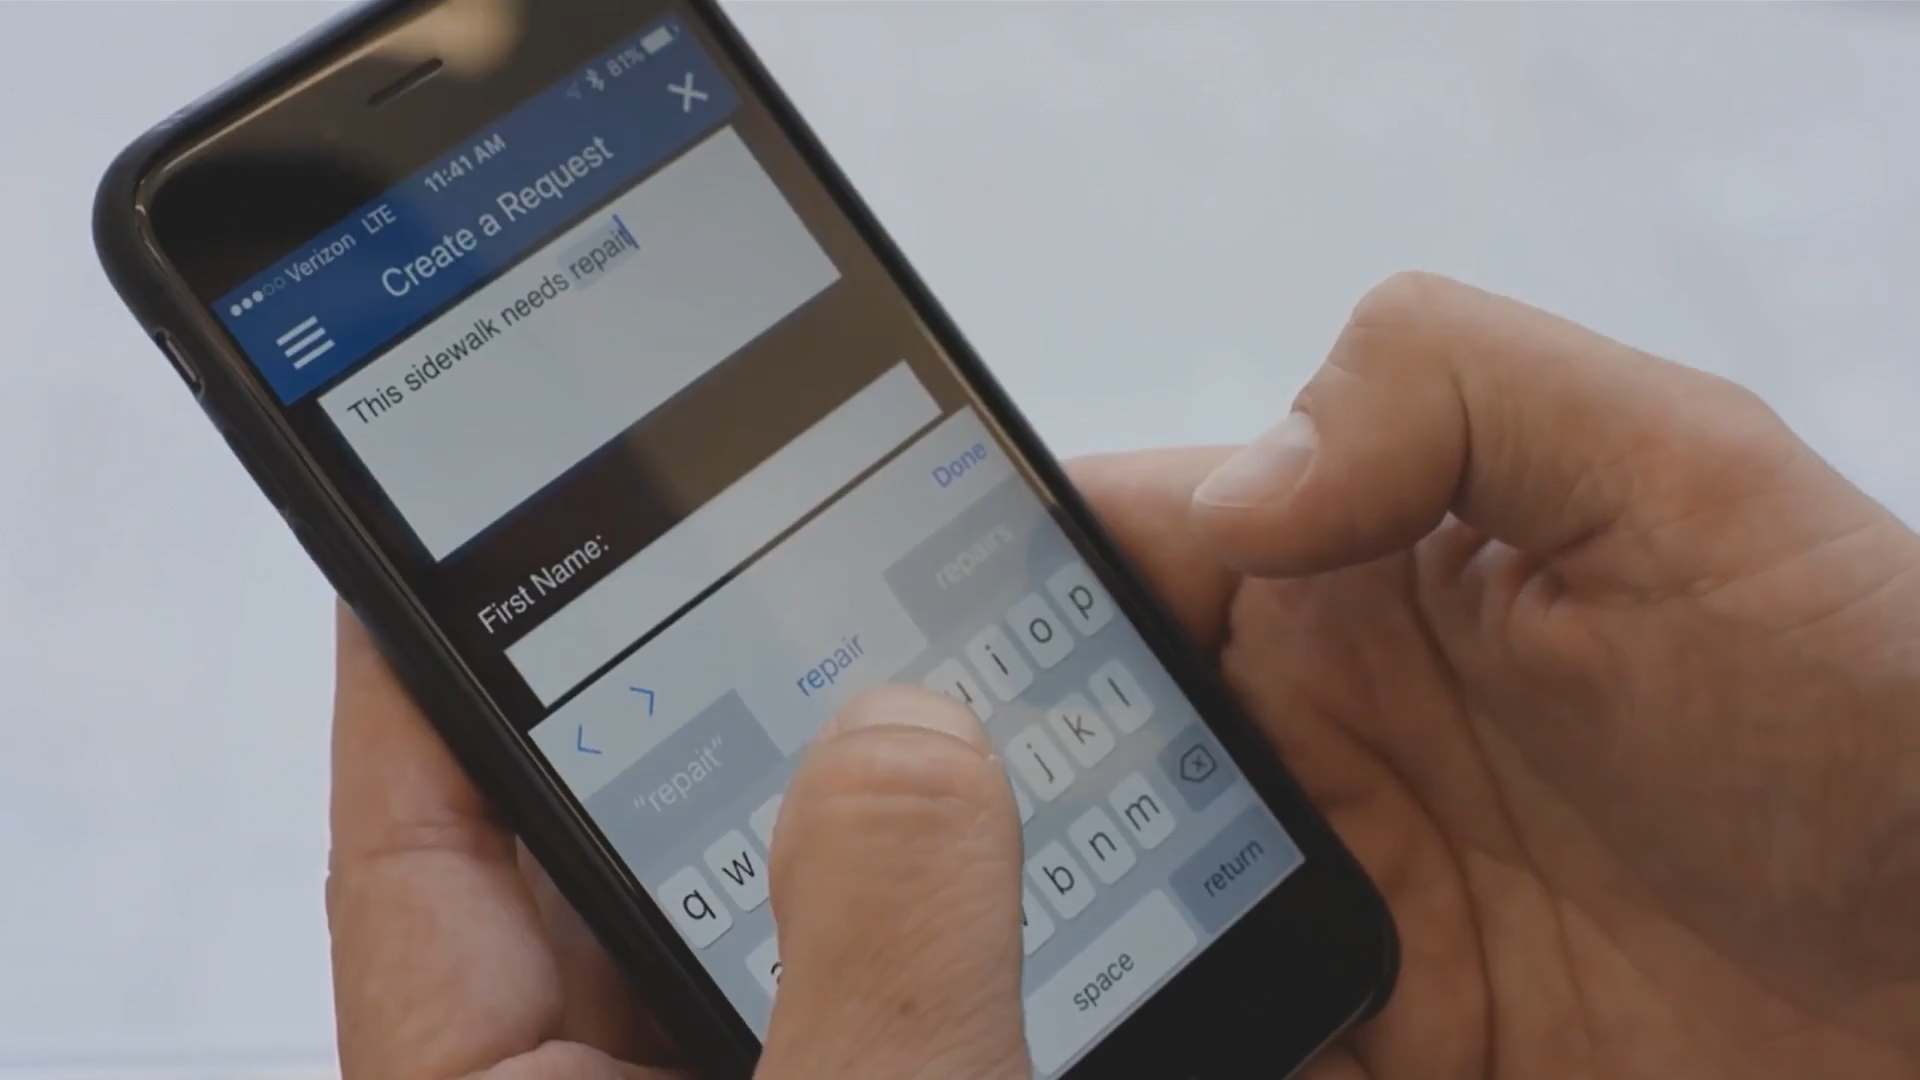 Verizon LTE 11:41 AM 81%
Create a Request
This sidewalk needs repait
First Name:
Done
"repait" repair repairs
q w u i o p
a j k l
v b n m
space return